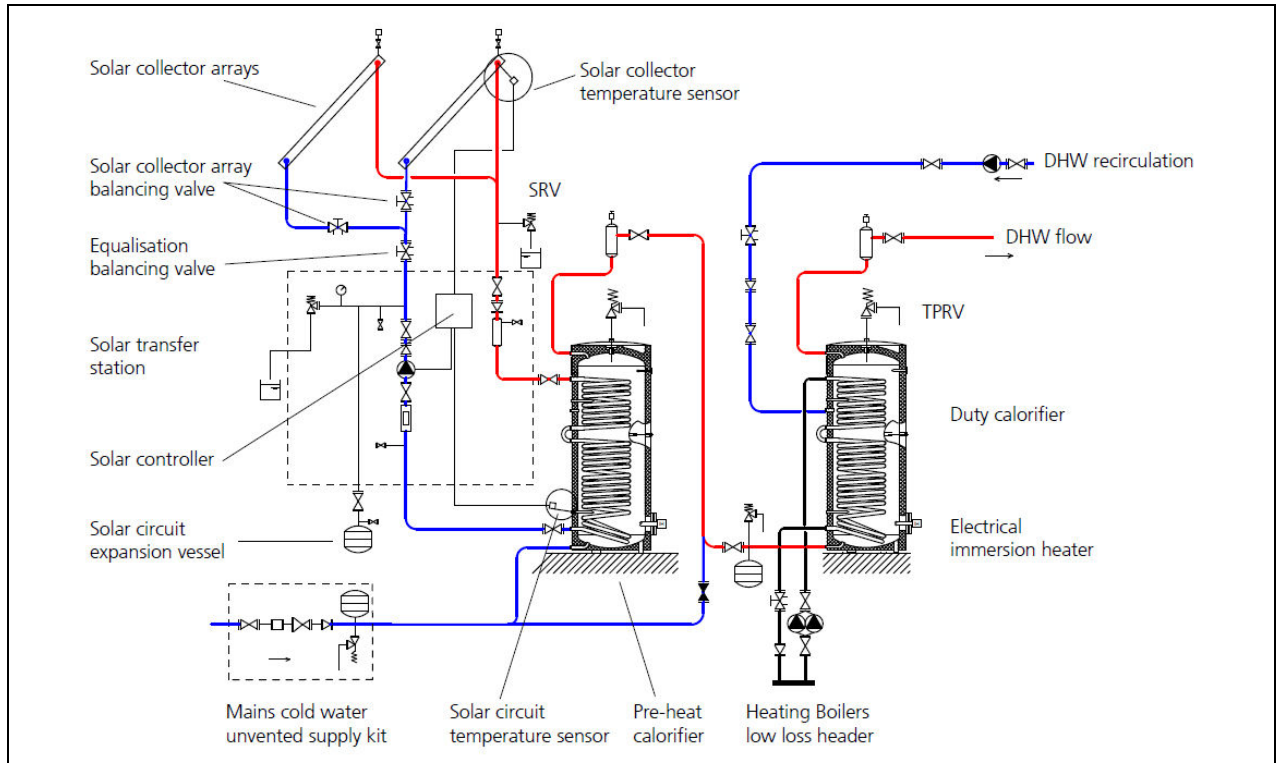 Solar collector arrays
Solar collector
temperature sensor
Solar collector array
balancing valve
SRV
DHW recirculation
Equalisation
balancing valve
DHW flow
TPRV
Solar transfer
station
Duty calorifier
Solar controller
Solar circuit
expansion vessel
Electrical
immersion heater
Mains cold water
unvented supply kit
Solar circuit
temperature sensor
Pre-heat
calorifier
Heating Boilers
low loss header